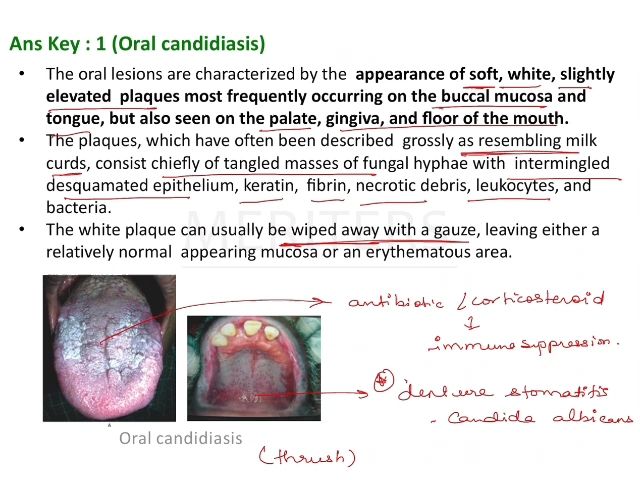 Ans Key : 1 (Oral candidiasis)
• The oral lesions are characterized by the appearance of soft, white, slightly
elevated plaques most frequently occurring on the buccal mucosa and
tongue, but also seen on the palate, gingiva, and floor of the mouth.
• The plaques, which have often been described grossly as resembling milk
curds, consist chiefly of tangled masses of fungal hyphae with intermingled
desquamated epithelium, keratin, fibrin, necrotic debris, leukocytes, and
bacteria.
• The white plaque can usually be wiped away with a gauze, leaving either a
relatively normal appearing mucosa or an erythematous area.
antibiotic / corticosteroid
immunosuppression.
denture stomatitis
- candida albicans
Oral candidiasis
(thrush)